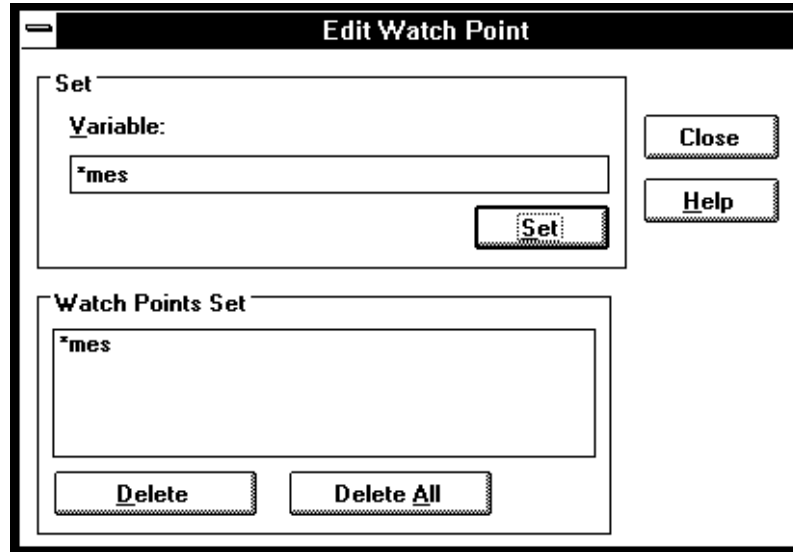 Edit Watch Point
Set
Variable:
*mes
Set
Close
Help
Watch Points Set
*mes
Delete
Delete All